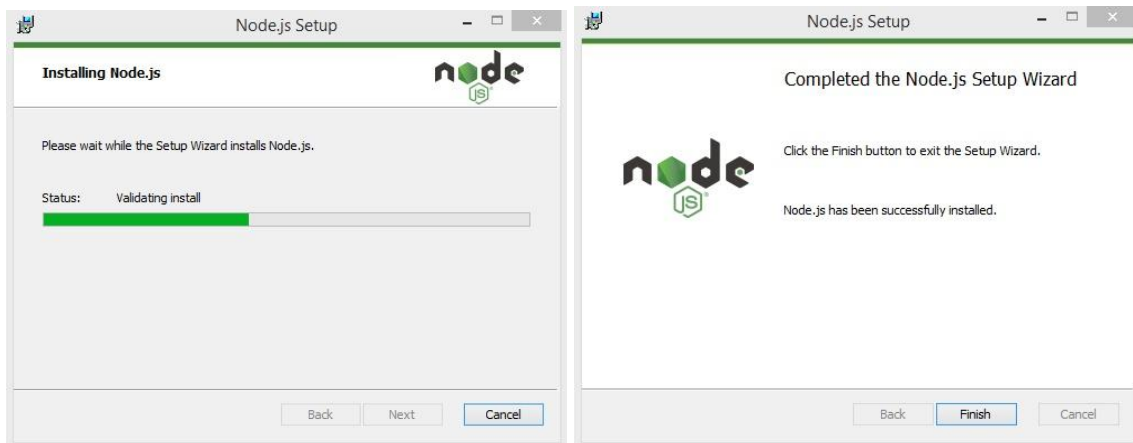 Node.js Setup
Installing Node.js
node
JS
Please wait while the Setup Wizard installs Node.js.
Status: Validating install
Back Next Cancel
Node.js Setup
Completed the Node.js Setup Wizard
node
JS
Click the Finish button to exit the Setup Wizard.
Node.js has been successfully installed.
Back Finish Cancel